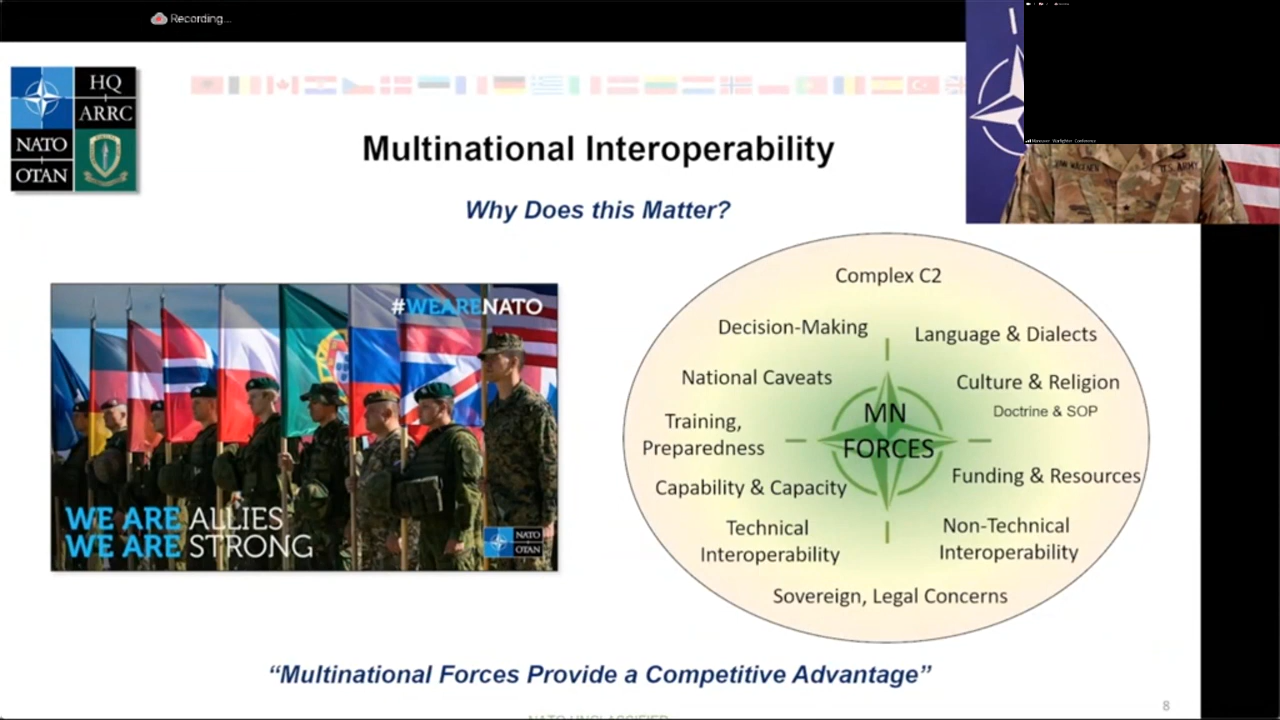 Recording...
HQ
ARRC
NATO
OTAN
Multinational Interoperability
Why Does this Matter?
U.S. ARMY
#WEARENATO
WE ARE ALLIES
WE ARE STRONG
NATO
OTAN
Complex C2
Decision-Making
Language & Dialects
National Caveats
Culture & Religion
Doctrine & SOP
Training,
Preparedness
MN
FORCES
Capability & Capacity
Funding & Resources
Technical
Interoperability
Non-Technical
Interoperability
Sovereign, Legal Concerns
“Multinational Forces Provide a Competitive Advantage”
NATO UNCLASSIFIED
8